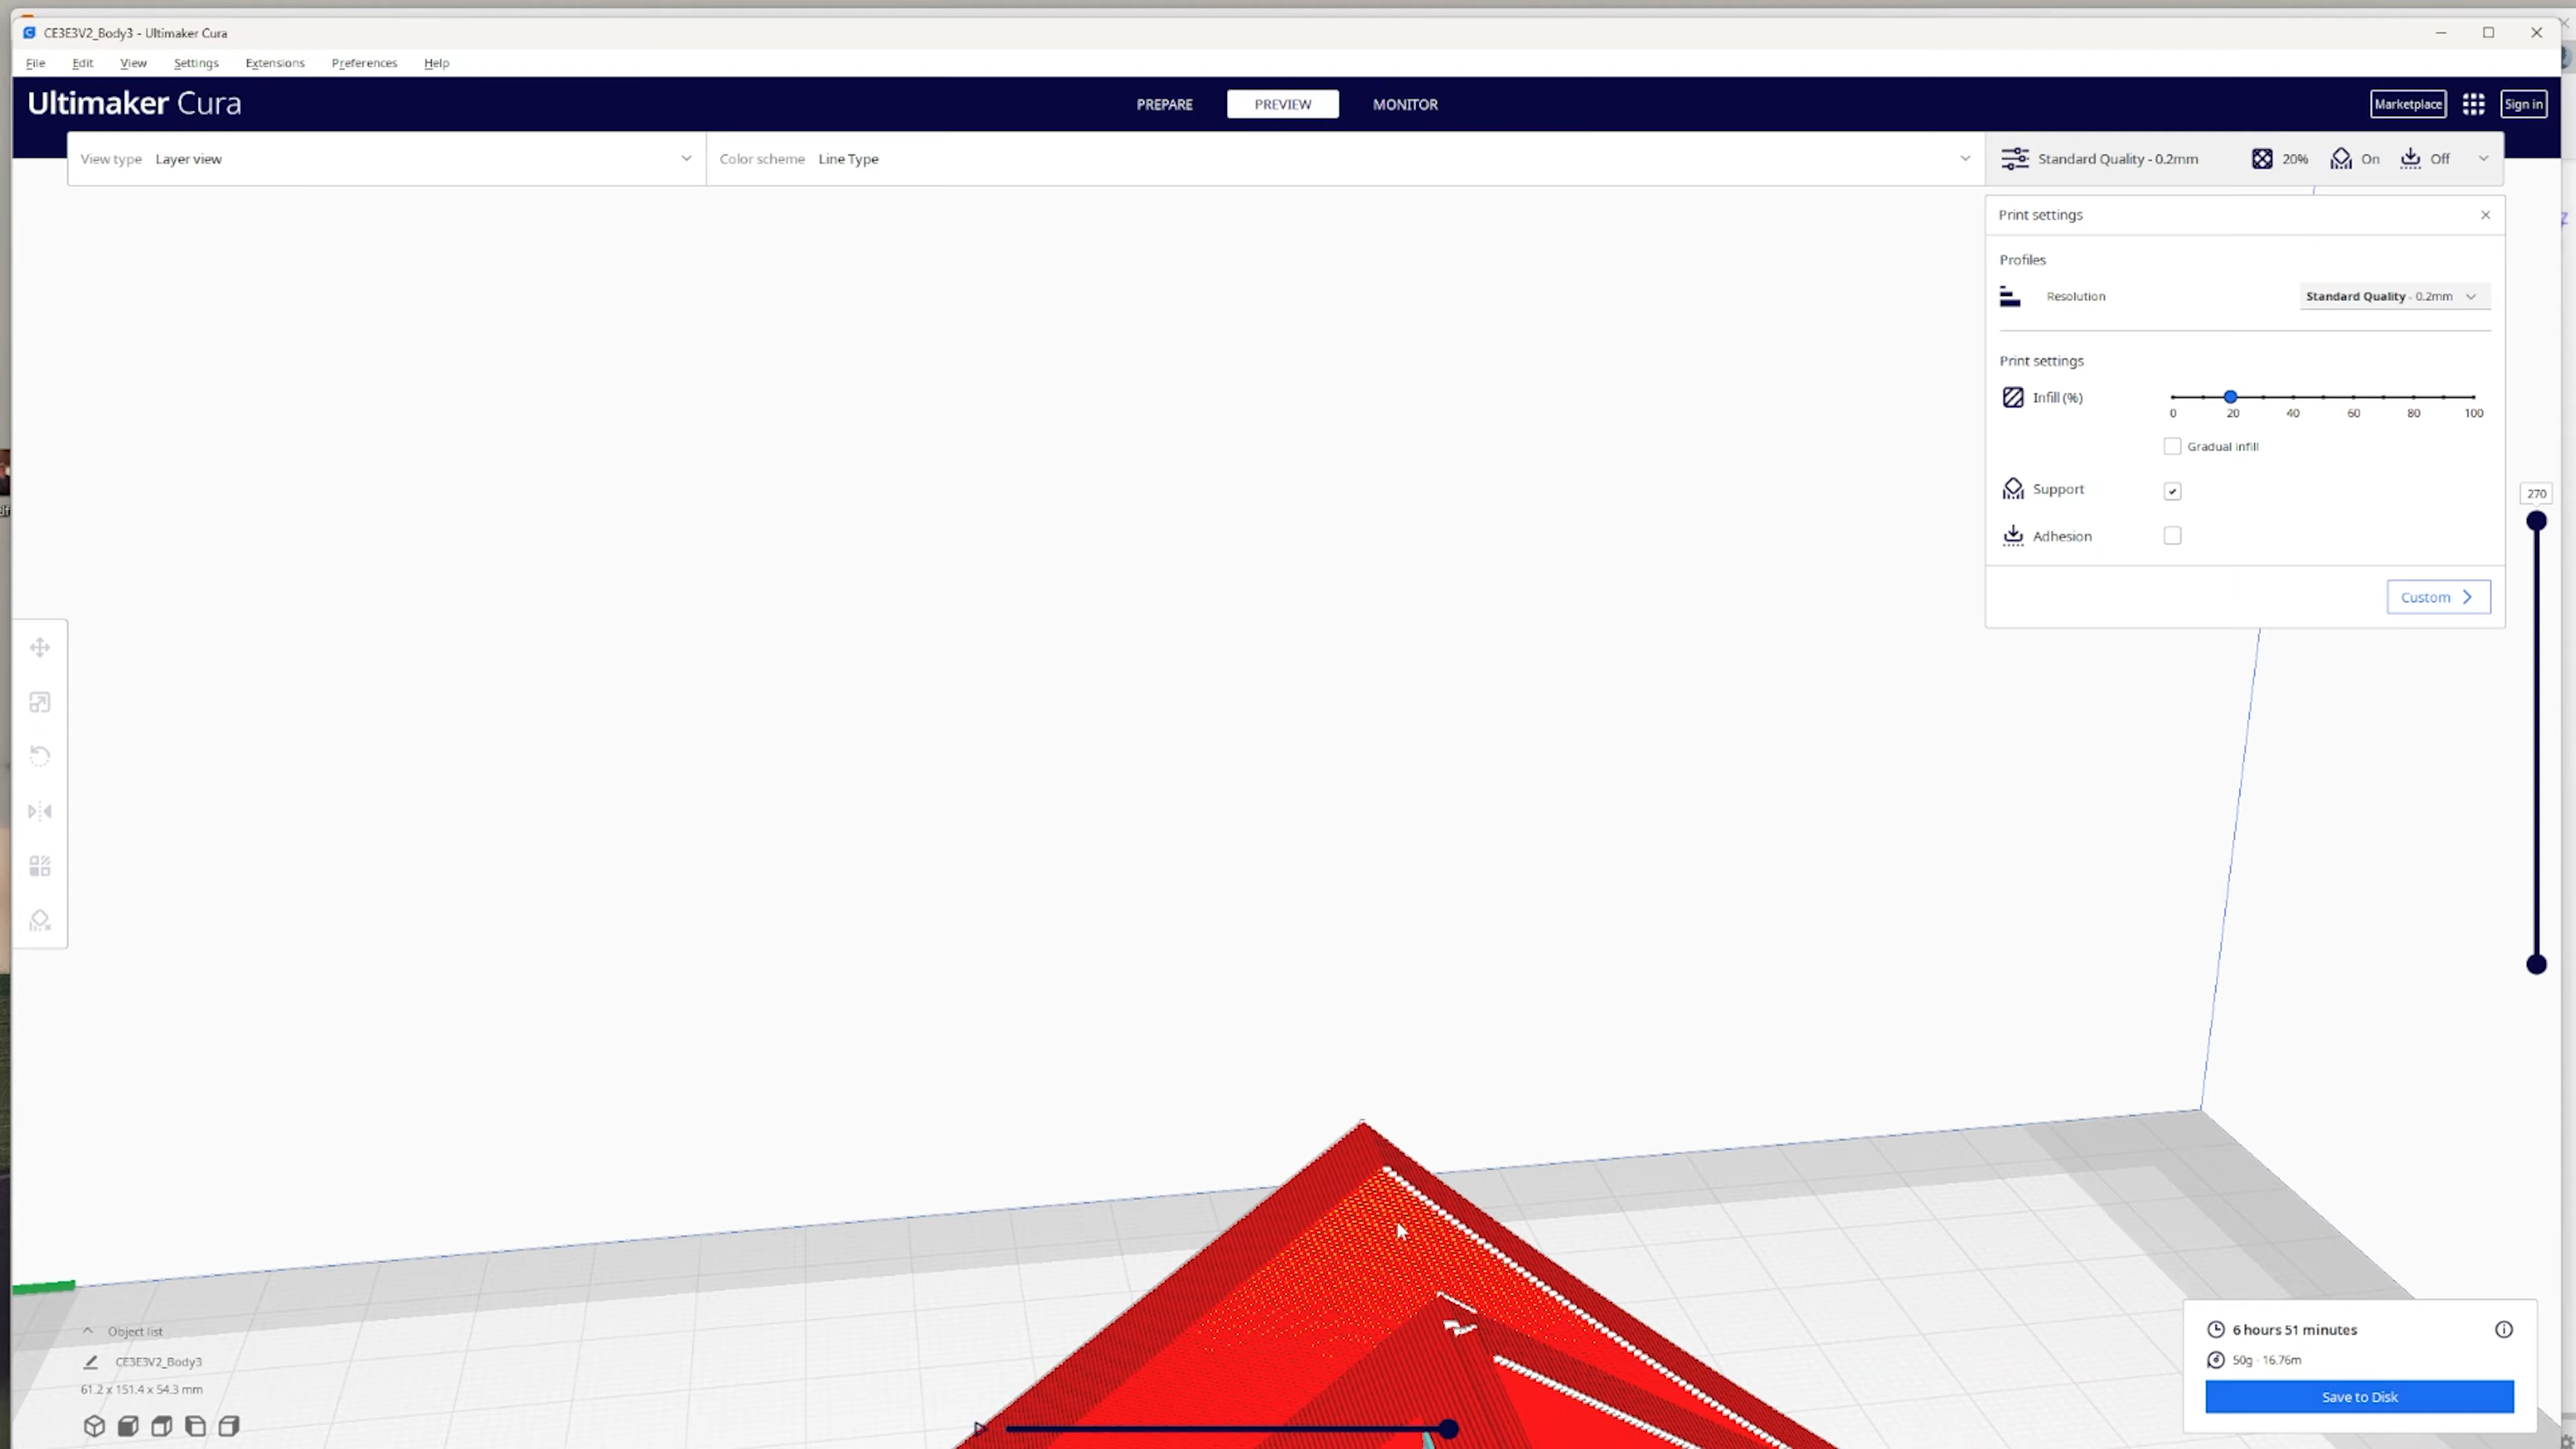 CE3E3V2_Body3 - Ultimaker Cura
File Edit View Settings Extensions Preferences Help
Ultimaker Cura
PREPARE PREVIEW MONITOR
Marketplace
Sign in
View type Layer view
Color scheme Line Type
Standard Quality - 0.2mm 20% On Off
Print settings
Profiles
Resolution Standard Quality - 0.2mm
Print settings
Infill (%)
0 20 40 60 80 100
Gradual infill
Support
Adhesion
Custom
270
Object list
CE3E3V2_Body3
61.2 x 151.4 x 54.3 mm
6 hours 51 minutes
50g · 16.76m
Save to Disk